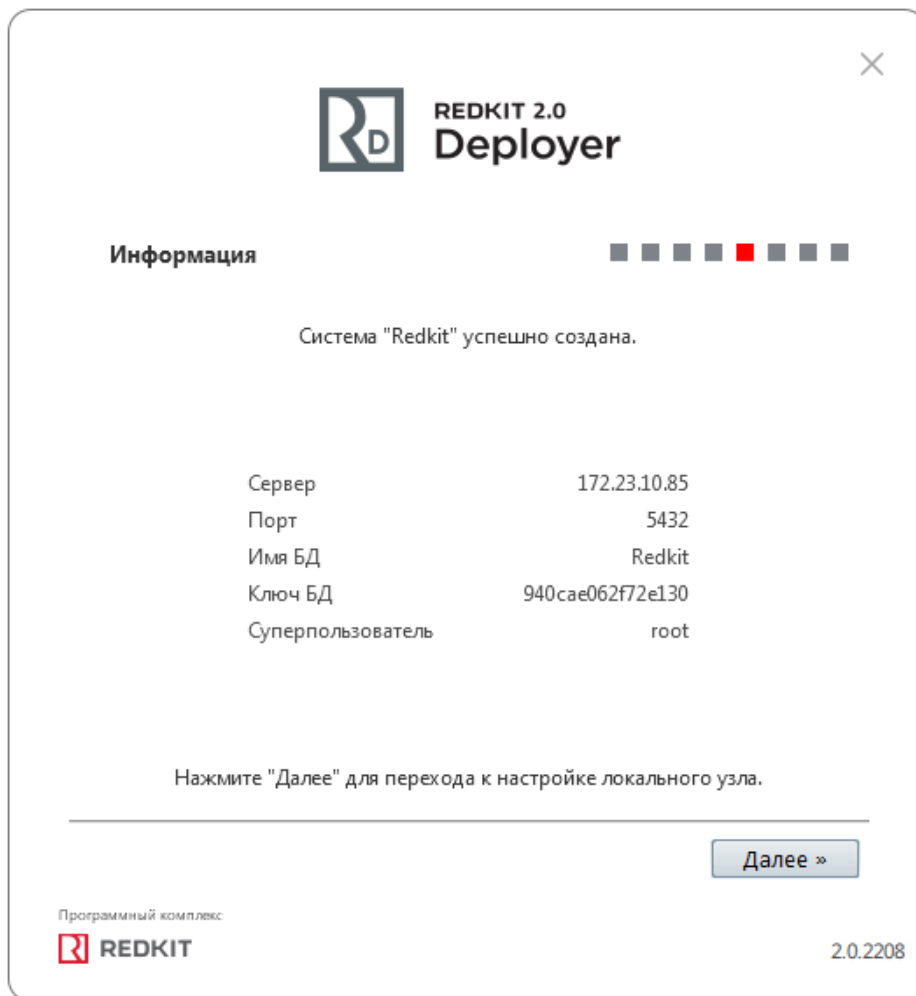 RD
REDKIT 2.0
Deployer
Информация
Система "Redkit" успешно создана.
Сервер 172.23.10.85
Порт 5432
Имя БД Redkit
Ключ БД 940cae062f72e130
Суперпользователь root
Нажмите "Далее" для перехода к настройке локального узла.
Далее »
Программный комплекс
REDKIT
2.0.2208